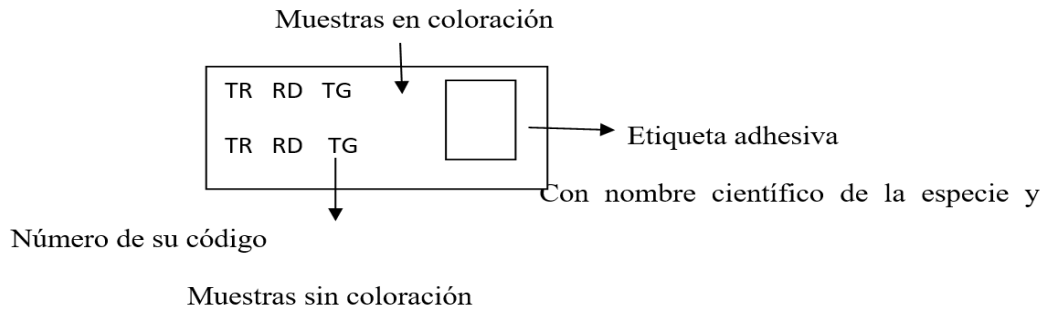 Muestras en coloración
TR RD TG
TR RD TG
Etiqueta adhesiva
Con nombre científico de la especie y
Número de su código
Muestras sin coloración